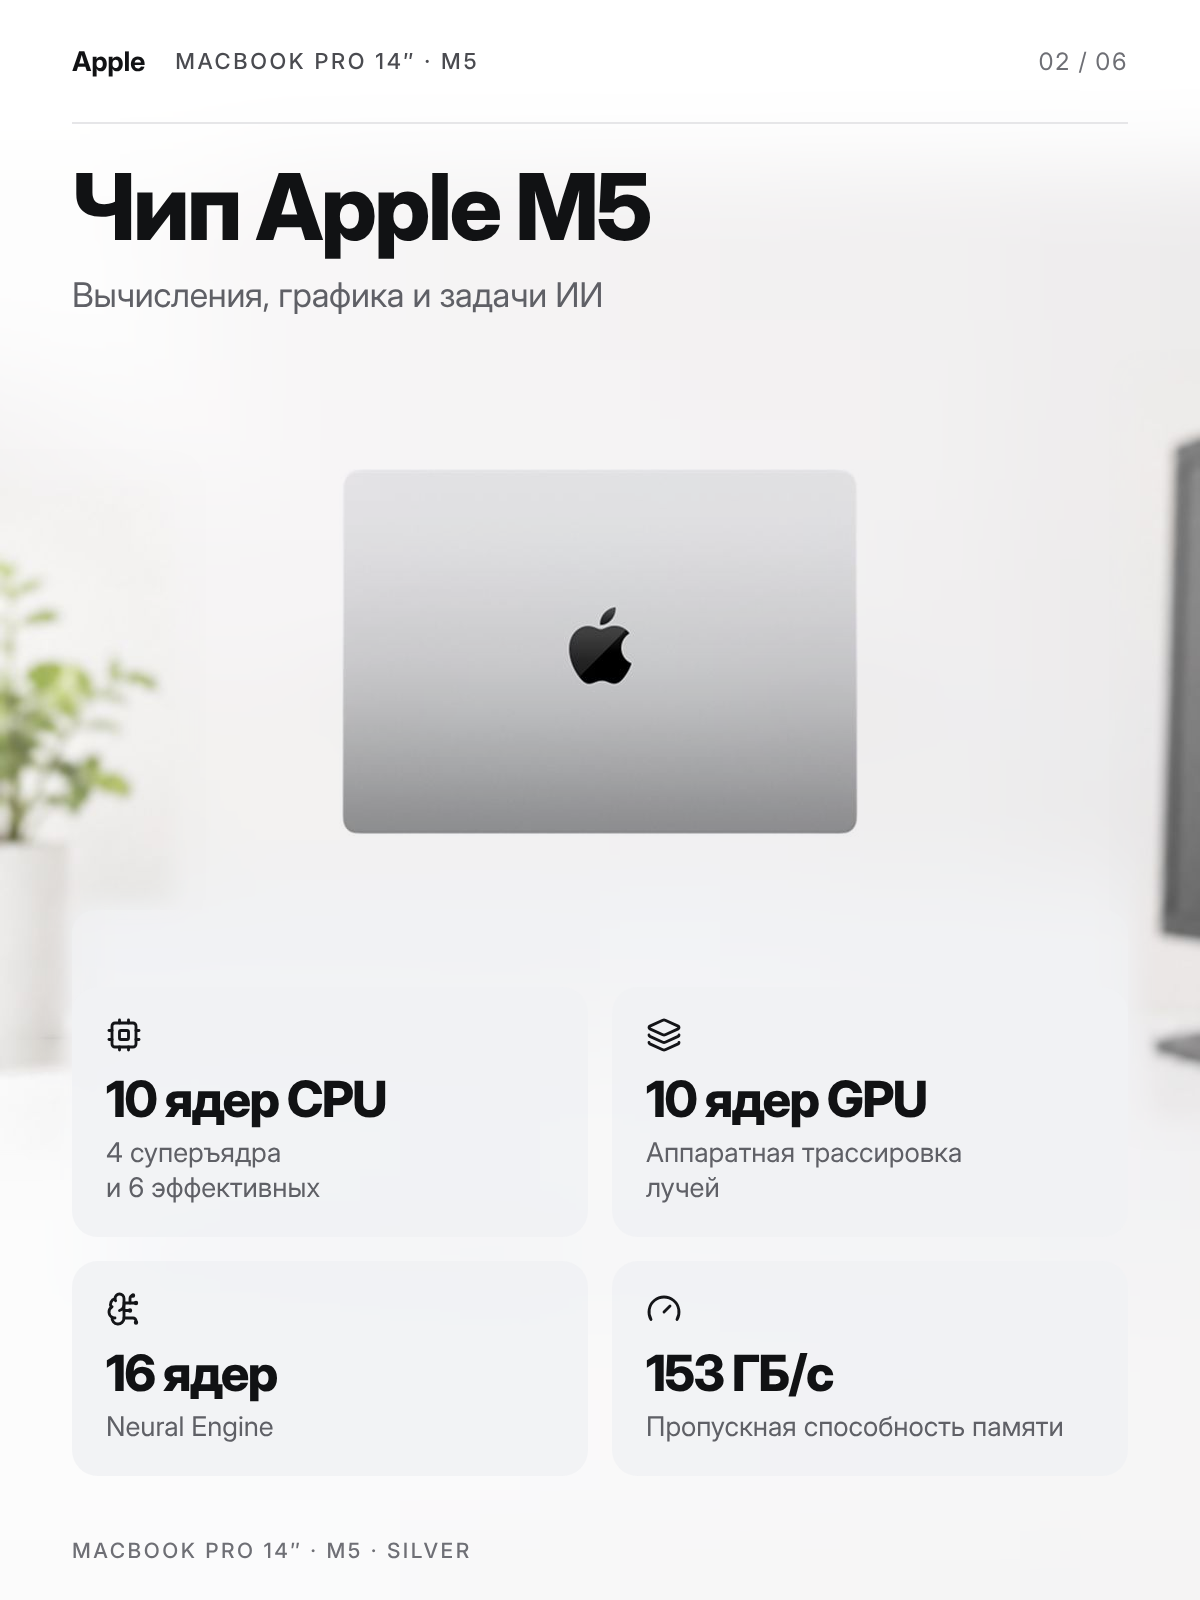 Apple MACBOOK PRO 14″ · M5 02 / 06
Чип Apple M5
Вычисления, графика и задачи ИИ
10 ядер CPU
4 суперъядра
и 6 эффективных
10 ядер GPU
Аппаратная трассировка
лучей
16 ядер
Neural Engine
153 ГБ/с
Пропускная способность памяти
MACBOOK PRO 14″ · M5 · SILVER